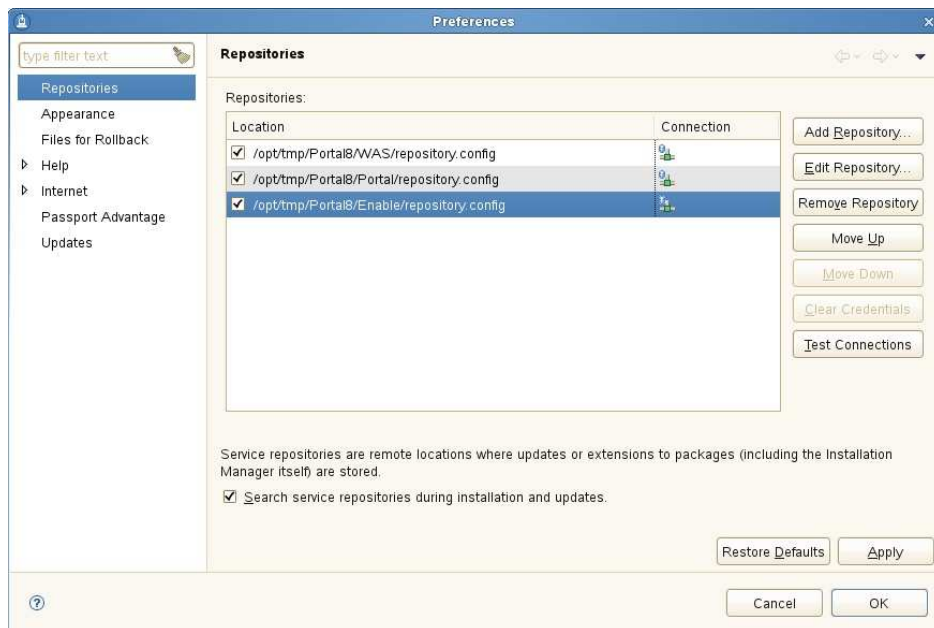 Preferences
type filter text
Repositories
Appearance
Files for Rollback
Help
Internet
Passport Advantage
Updates
Repositories
Repositories:
Location Connection
/opt/tmp/Portal8/WAS/repository.config
/opt/tmp/Portal8/Portal/repository.config
/opt/tmp/Portal8/Enable/repository.config
Add Repository...
Edit Repository...
Remove Repository
Move Up
Move Down
Clear Credentials
Test Connections
Service repositories are remote locations where updates or extensions to packages (including the Installation
Manager itself) are stored.
Search service repositories during installation and updates.
Restore Defaults Apply
Cancel OK